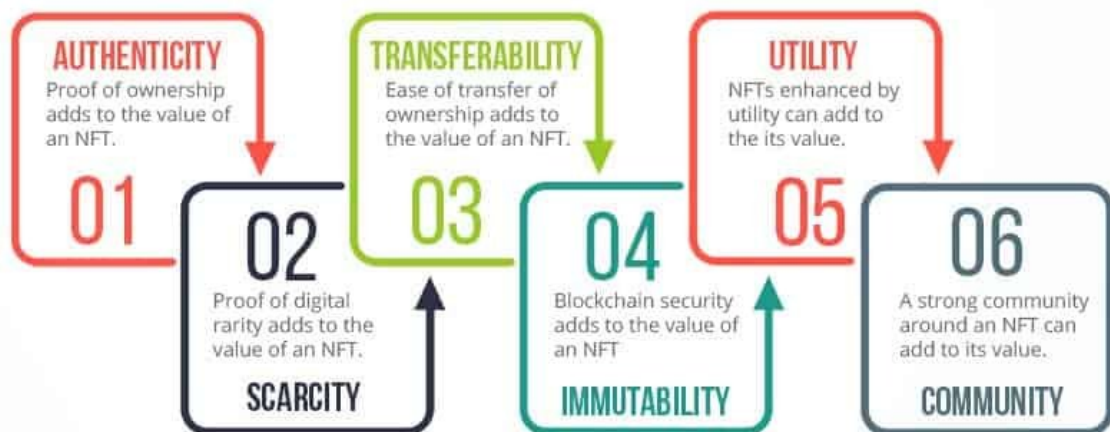 AUTHENTICITY
Proof of ownership
adds to the value of
an NFT.
01
02
Proof of digital
rarity adds to the
value of an NFT.
SCARCITY
TRANSFERABILITY
Ease of transfer of
ownership adds to
the value of an NFT.
03
04
Blockchain security
adds to the value of
an NFT
IMMUTABILITY
UTILITY
NFTs enhanced by
utility can add to
the its value.
05
06
A strong community
around an NFT can
add to its value.
COMMUNITY